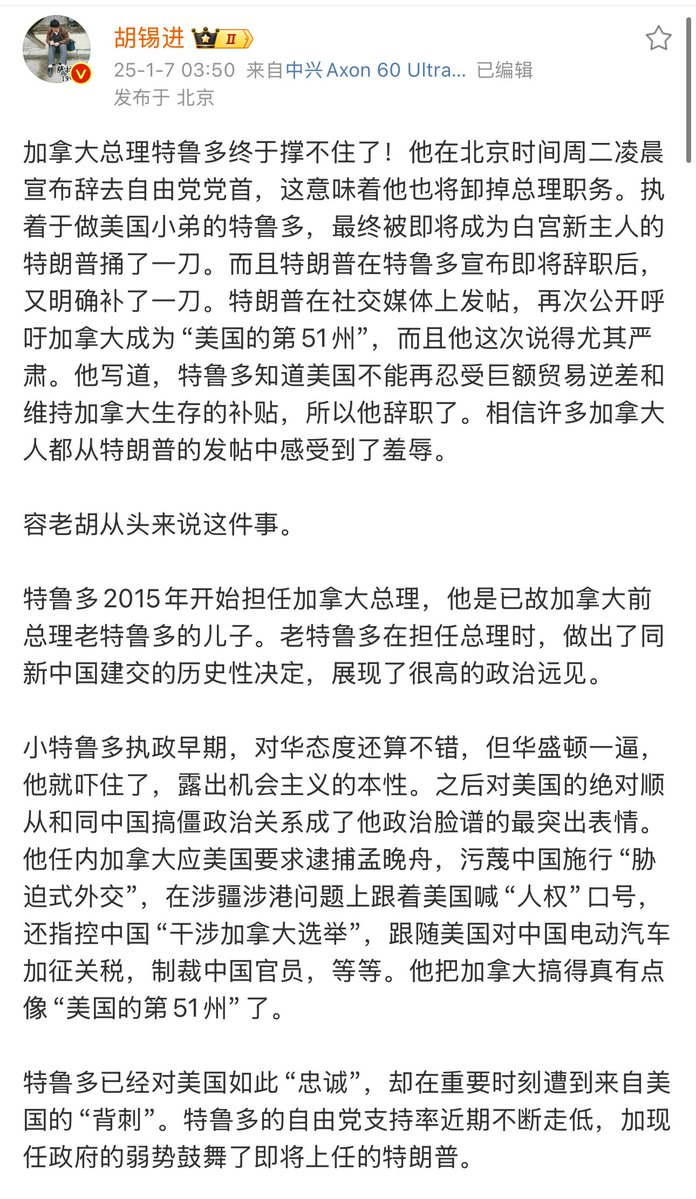 胡锡进 II
25-1-7 03:50 来自中兴Axon 60 Ultra... 已编辑
发布于 北京
加拿大总理特鲁多终于撑不住了！他在北京时间周二凌晨
宣布辞去自由党党首，这意味着他也将卸掉总理职务。执
着于做美国小弟的特鲁多，最终被即将成为白宫新主人的
特朗普捅了一刀。而且特朗普在特鲁多宣布即将辞职后，
又明确补了一刀。特朗普在社交媒体上发帖，再次公开呼
吁加拿大成为“美国的第51州”，而且他这次说得尤其严
肃。他写道，特鲁多知道美国不能再忍受巨额贸易逆差和
维持加拿大生存的补贴，所以他辞职了。相信许多加拿大
人都从特朗普的发帖中感受到了羞辱。
容老胡从头来说这件事。
特鲁多2015年开始担任加拿大总理，他是已故加拿大前
总理老特鲁多的儿子。老特鲁多在担任总理时，做出了同
新中国建交的历史性决定，展现了很高的政治远见。
小特鲁多执政早期，对华态度还算不错，但华盛顿一逼，
他就吓住了，露出机会主义的本性。之后对美国的绝对顺
从和同中国搞僵政治关系成了他政治脸谱的最突出表情。
他任内加拿大应美国要求逮捕孟晚舟，污蔑中国施行“胁
迫式外交”，在涉疆涉港问题上跟着美国喊“人权”口号，
还指控中国“干涉加拿大选举”，跟随美国对中国电动汽车
加征关税，制裁中国官员，等等。他把加拿大搞得真有点
像“美国的第51州”了。
特鲁多已经对美国如此“忠诚”，却在重要时刻遭到来自美
国的“背刺”。特鲁多的自由党支持率近期不断走低，加现
任政府的弱势鼓舞了即将上任的特朗普。